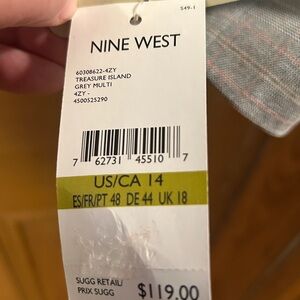 S49-1
NINE WEST
60308622-4ZY
TREASURE ISLAND
GREY MULTI
4ZY -
4500525290
7 62731 45510 7
US/CA 14
ES/FR/PT 48 DE 44 UK 18
SUGG RETAIL/
PRIX SUGG $119.00